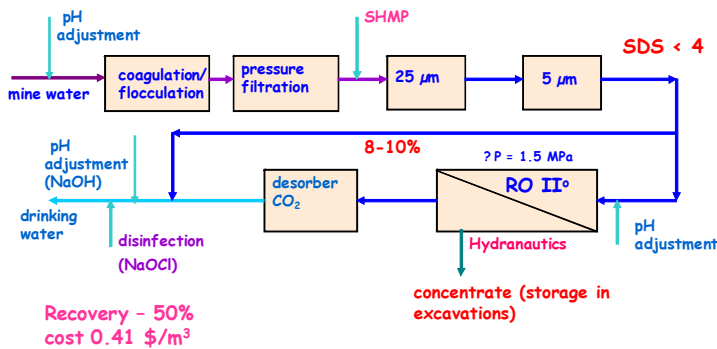 pH
adjustment
SHMP
SDS < 4
mine water
coagulation/
flocculation
pressure
filtration
25 µm
5 µm
8-10%
pH
adjustment
(NaOH)
? P = 1.5 MPa
desorber
CO₂
RO IIº
drinking
water
disinfection
(NaOCl)
Hydranautics
pH
adjustment
concentrate (storage in
excavations)
Recovery – 50%
cost 0.41 $/m³